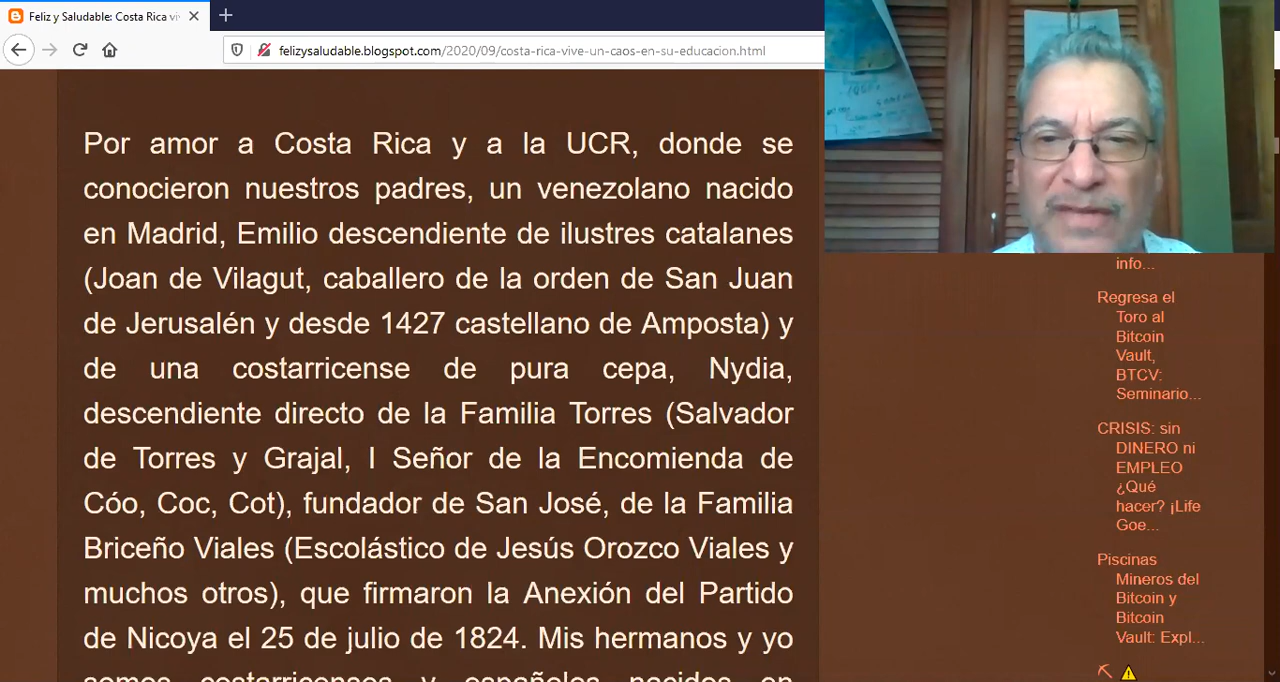 Feliz y Saludable: Costa Rica viv
felizysaludable.blogspot.com/2020/09/costa-rica-vive-un-caos-en-su-educacion.html
Por amor a Costa Rica y a la UCR, donde se
conocieron nuestros padres, un venezolano nacido
en Madrid, Emilio descendiente de ilustres catalanes
(Joan de Vilagut, caballero de la orden de San Juan
de Jerusalén y desde 1427 castellano de Amposta) y
de una costarricense de pura cepa, Nydia,
descendiente directo de la Familia Torres (Salvador
de Torres y Grajal, I Señor de la Encomienda de
Cóo, Coc, Cot), fundador de San José, de la Familia
Briceño Viales (Escolástico de Jesús Orozco Viales y
muchos otros), que firmaron la Anexión del Partido
de Nicoya el 25 de julio de 1824. Mis hermanos y yo
somos costarricenses y españoles nacidos en
info...
Regresa el
Toro al
Bitcoin
Vault,
BTCV:
Seminario...
CRISIS: sin
DINERO ni
EMPLEO
¿Qué
hacer? ¡Life
Goe...
Piscinas
Mineros del
Bitcoin y
Bitcoin
Vault: Expl...